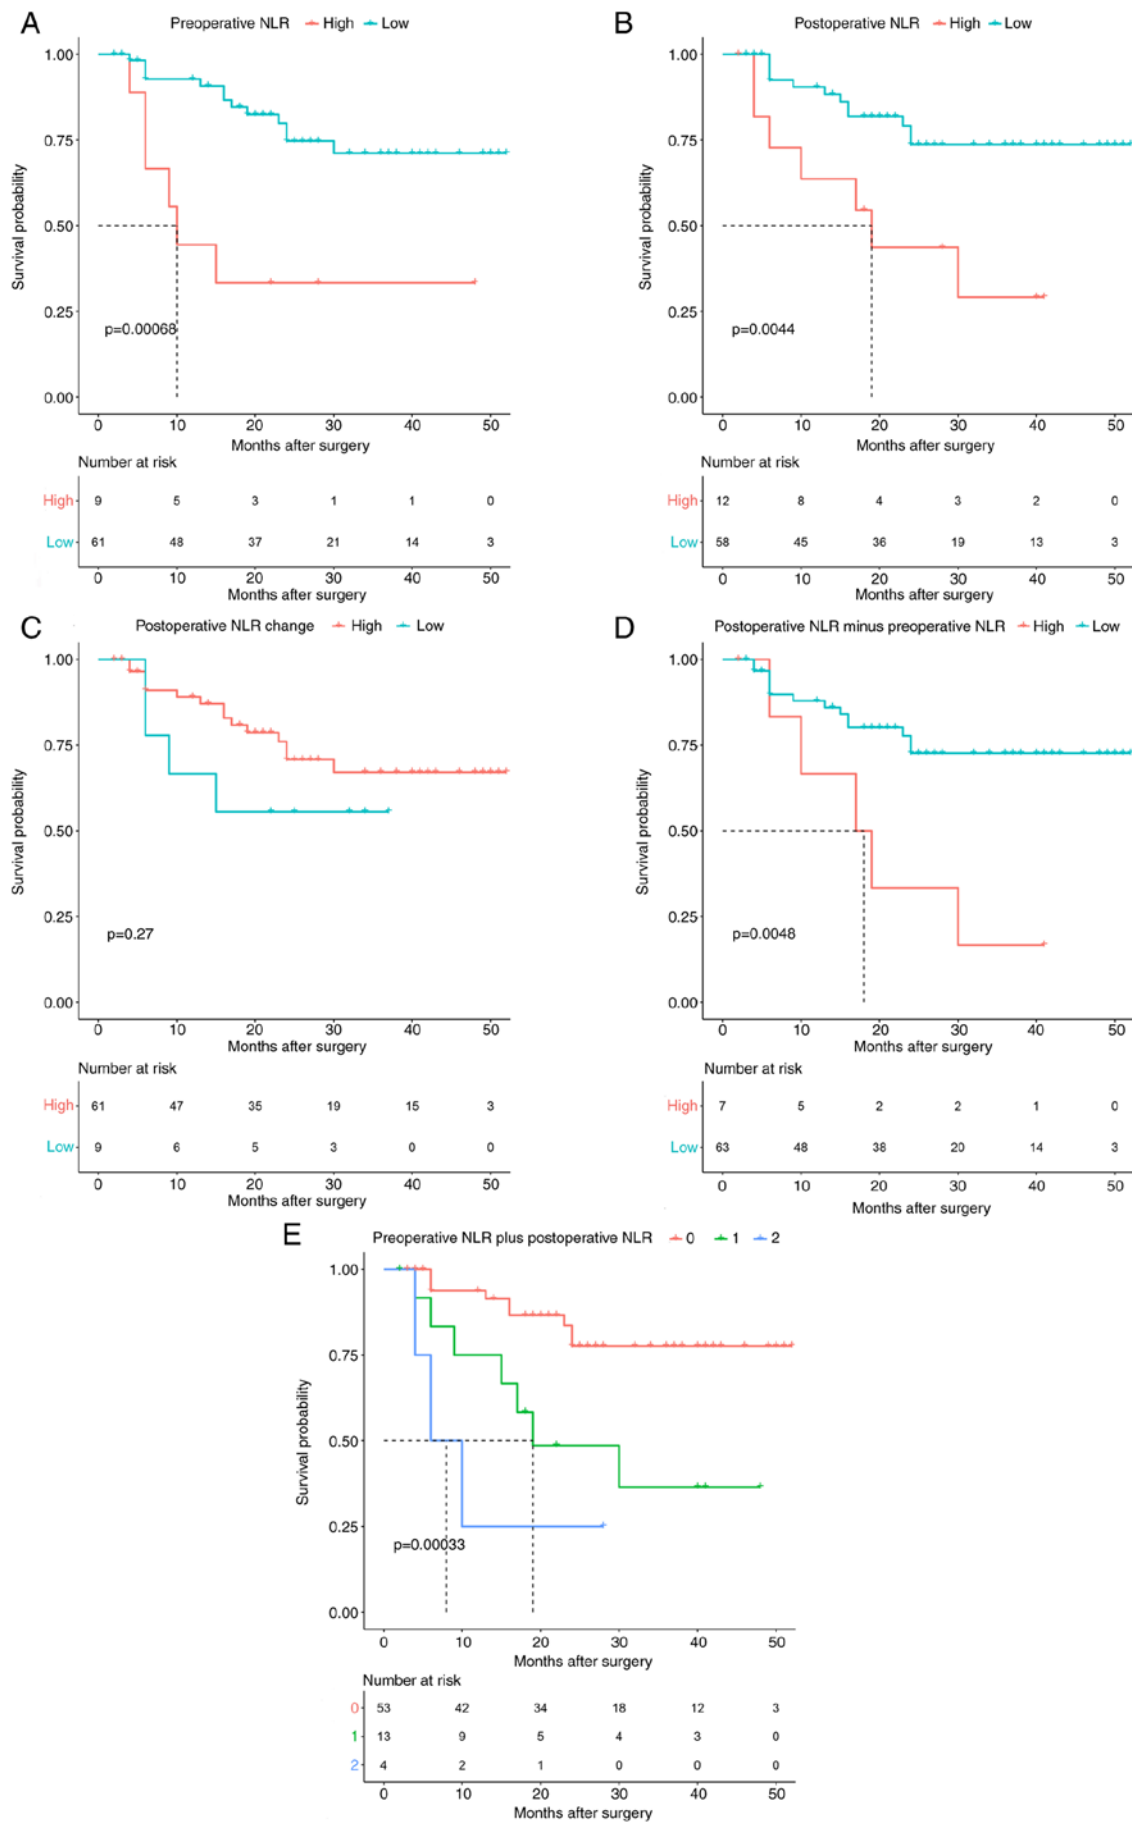 A
Preoperative NLR High Low
1.00
0.75
0.50
0.25
0.00
Survival probability
p=0.00068
0 10 20 30 40 50
Months after surgery
Number at risk
High 9 5 3 1 1 0
Low 61 48 37 21 14 3
0 10 20 30 40 50
Months after surgery
B
Postoperative NLR High Low
1.00
0.75
0.50
0.25
0.00
Survival probability
p=0.0044
0 10 20 30 40 50
Months after surgery
Number at risk
High 12 8 4 3 2 0
Low 58 45 36 19 13 3
0 10 20 30 40 50
Months after surgery
C
Postoperative NLR change High Low
1.00
0.75
0.50
0.25
0.00
Survival probability
p=0.27
0 10 20 30 40 50
Months after surgery
Number at risk
High 61 47 35 19 15 3
Low 9 6 5 3 0 0
0 10 20 30 40 50
Months after surgery
D
Postoperative NLR minus preoperative NLR High Low
1.00
0.75
0.50
0.25
0.00
Survival probability
p=0.0048
0 10 20 30 40 50
Months after surgery
Number at risk
High 7 5 2 2 1 0
Low 63 48 38 20 14 3
0 10 20 30 40 50
Months after surgery
E
Preoperative NLR plus postoperative NLR 0 1 2
1.00
0.75
0.50
0.25
0.00
Survival probability
p=0.00033
0 10 20 30 40 50
Months after surgery
Number at risk
0 53 42 34 18 12 3
1 13 9 5 4 3 0
2 4 2 1 0 0 0
0 10 20 30 40 50
Months after surgery